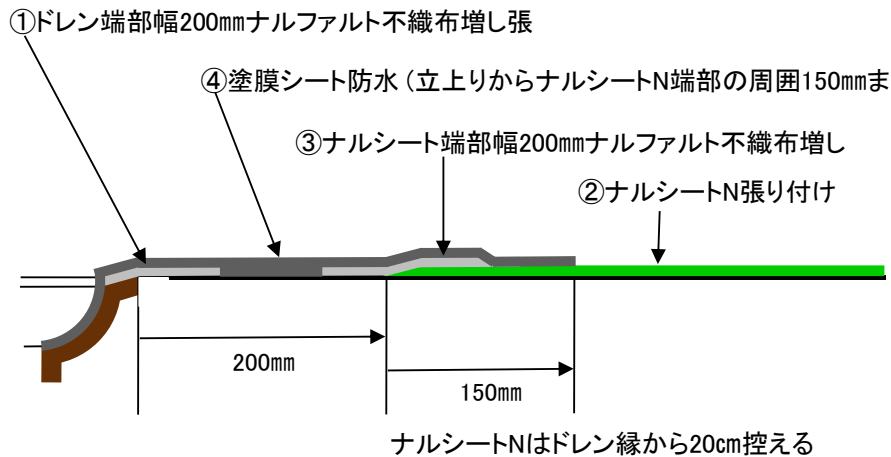 ①ドレン端部幅200㎜ナルファルト不織布増し張
④塗膜シート防水（立上りからナルシートN端部の周囲150㎜ま
③ナルシート端部幅200㎜ナルファルト不織布増し
②ナルシートN張り付け
200㎜
150㎜
ナルシートNはドレン縁から20㎝控える